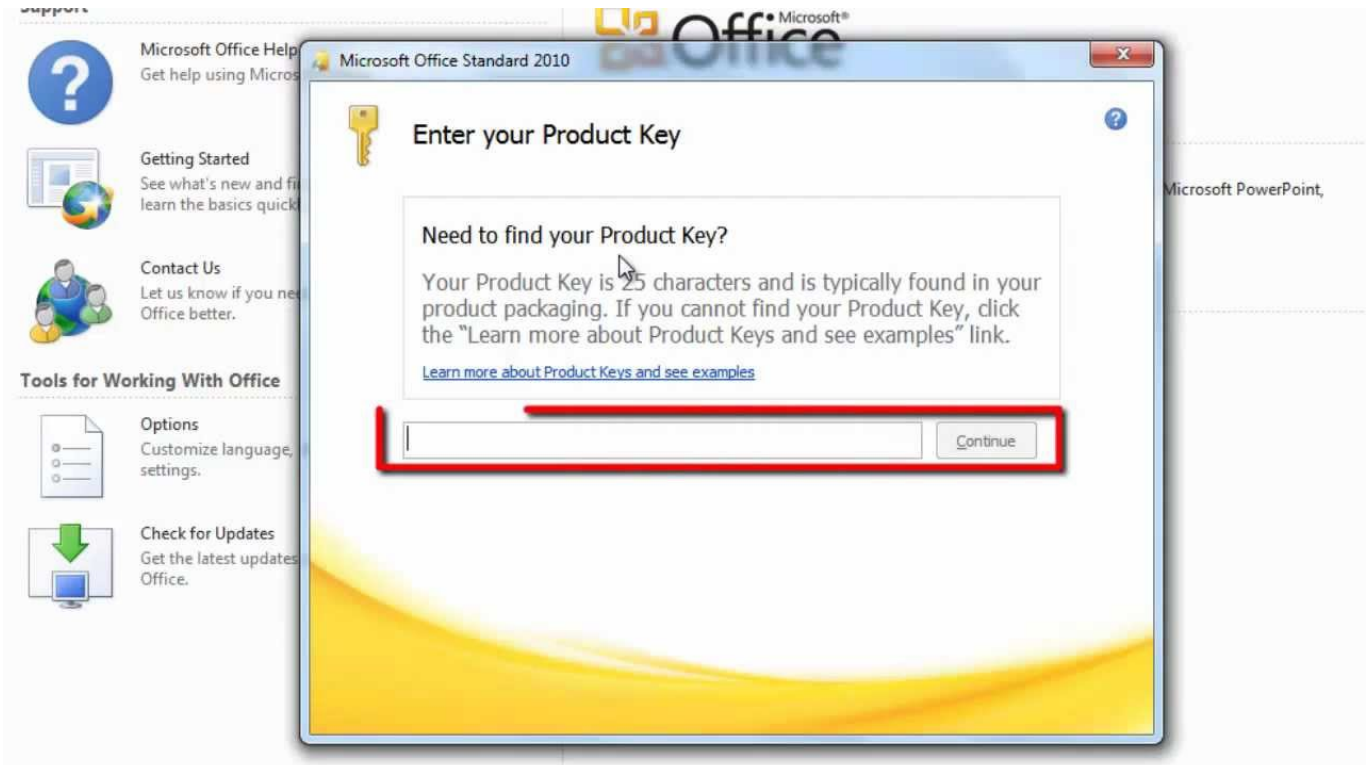 Support
Microsoft Office Help
Get help using Micros
Getting Started
See what's new and fi
learn the basics quickl
Contact Us
Let us know if you nee
Office better.
Tools for Working With Office
Options
Customize language,
settings.
Check for Updates
Get the latest updates
Office.
Microsoft®
Office
Microsoft Office Standard 2010
Enter your Product Key
Need to find your Product Key?
Your Product Key is 25 characters and is typically found in your
product packaging. If you cannot find your Product Key, click
the “Learn more about Product Keys and see examples” link.
Learn more about Product Keys and see examples
Continue
Microsoft PowerPoint,